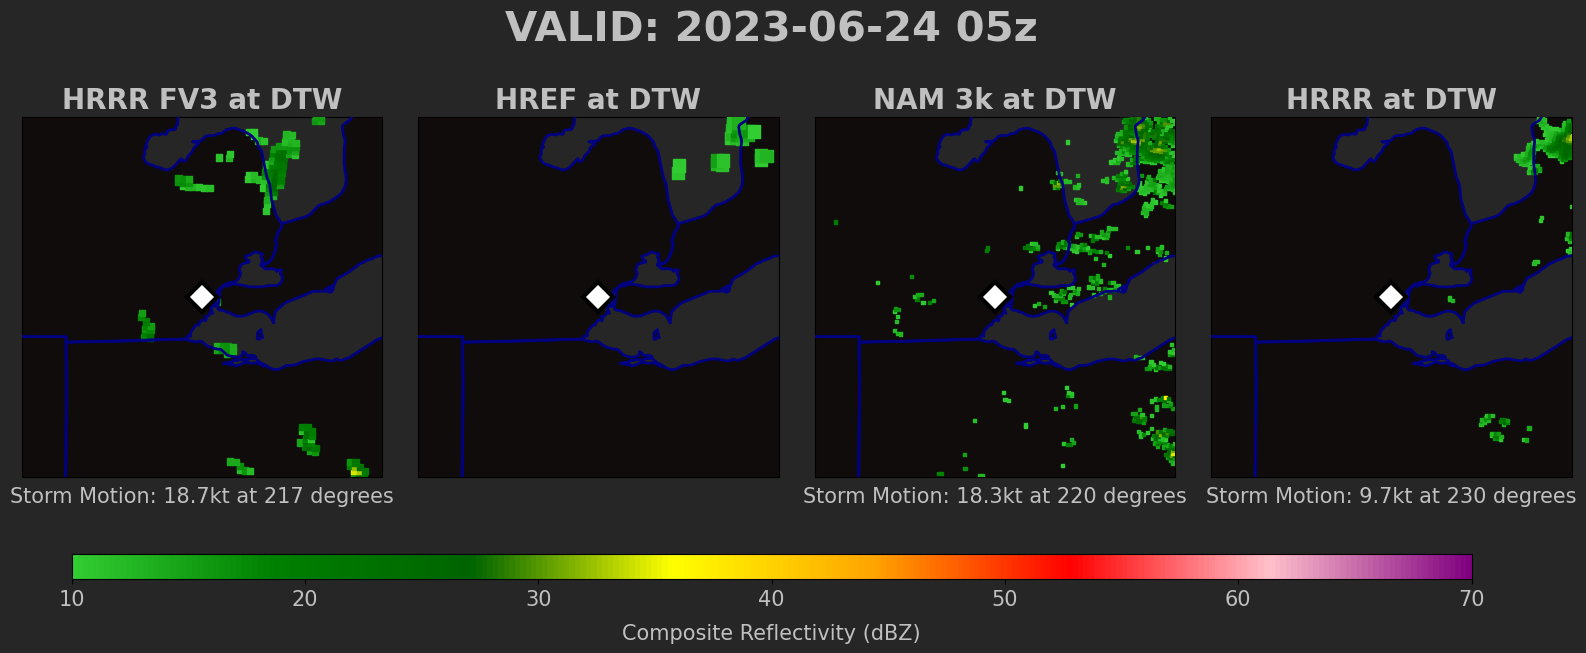 VALID: 2023-06-24 05z
HRRR FV3 at DTW
HREF at DTW
NAM 3k at DTW
HRRR at DTW
Storm Motion: 18.7kt at 217 degrees
Storm Motion: 18.3kt at 220 degrees
Storm Motion: 9.7kt at 230 degrees
10 20 30 40 50 60 70
Composite Reflectivity (dBZ)